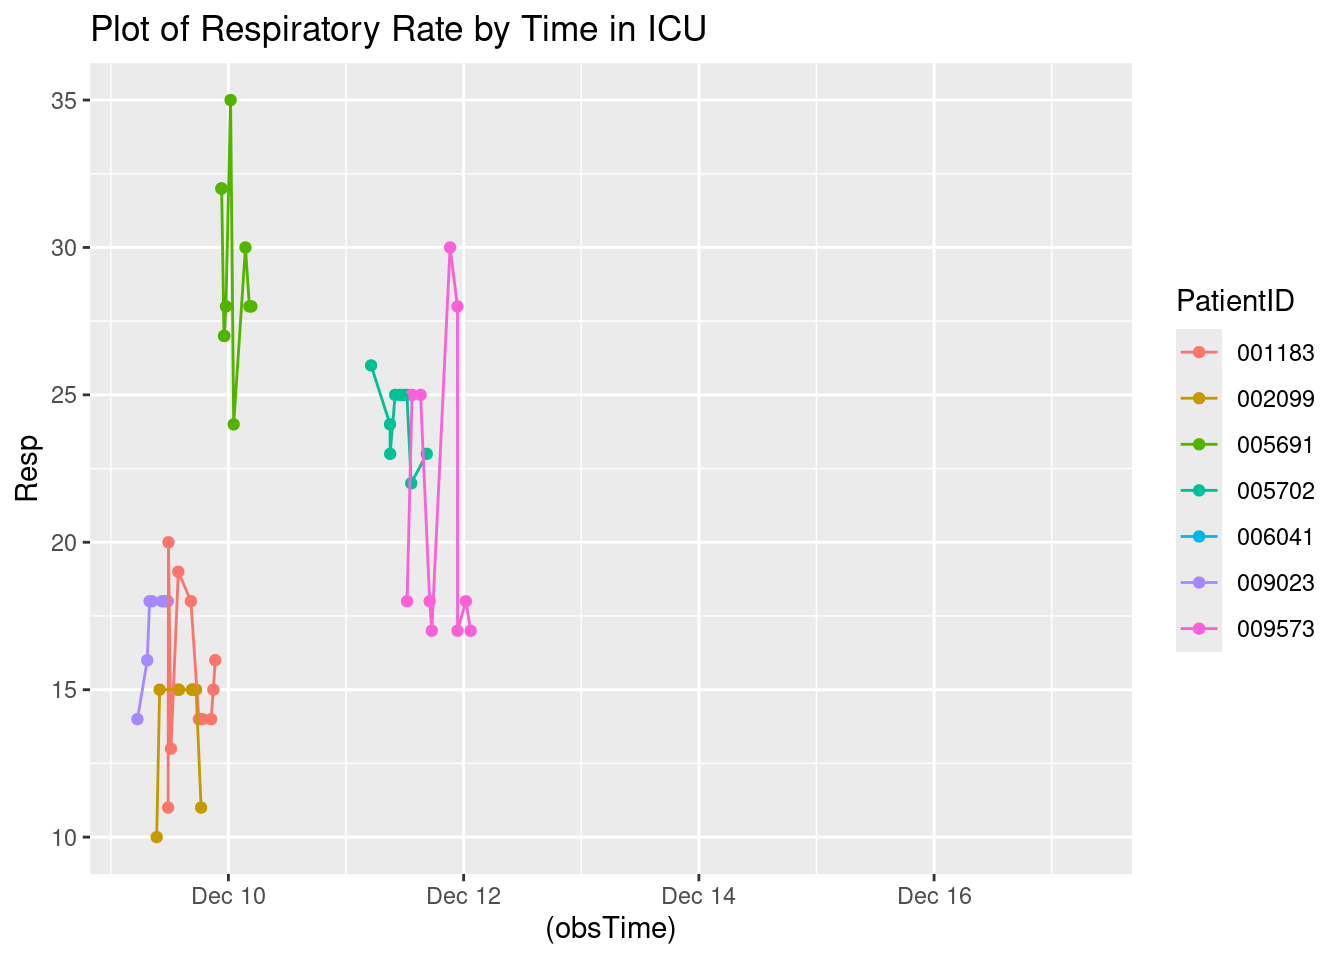 Plot of Respiratory Rate by Time in ICU
35
30
25
20
15
10
Resp
Dec 10
Dec 12
Dec 14
Dec 16
(obsTime)
PatientID
001183
002099
005691
005702
006041
009023
009573